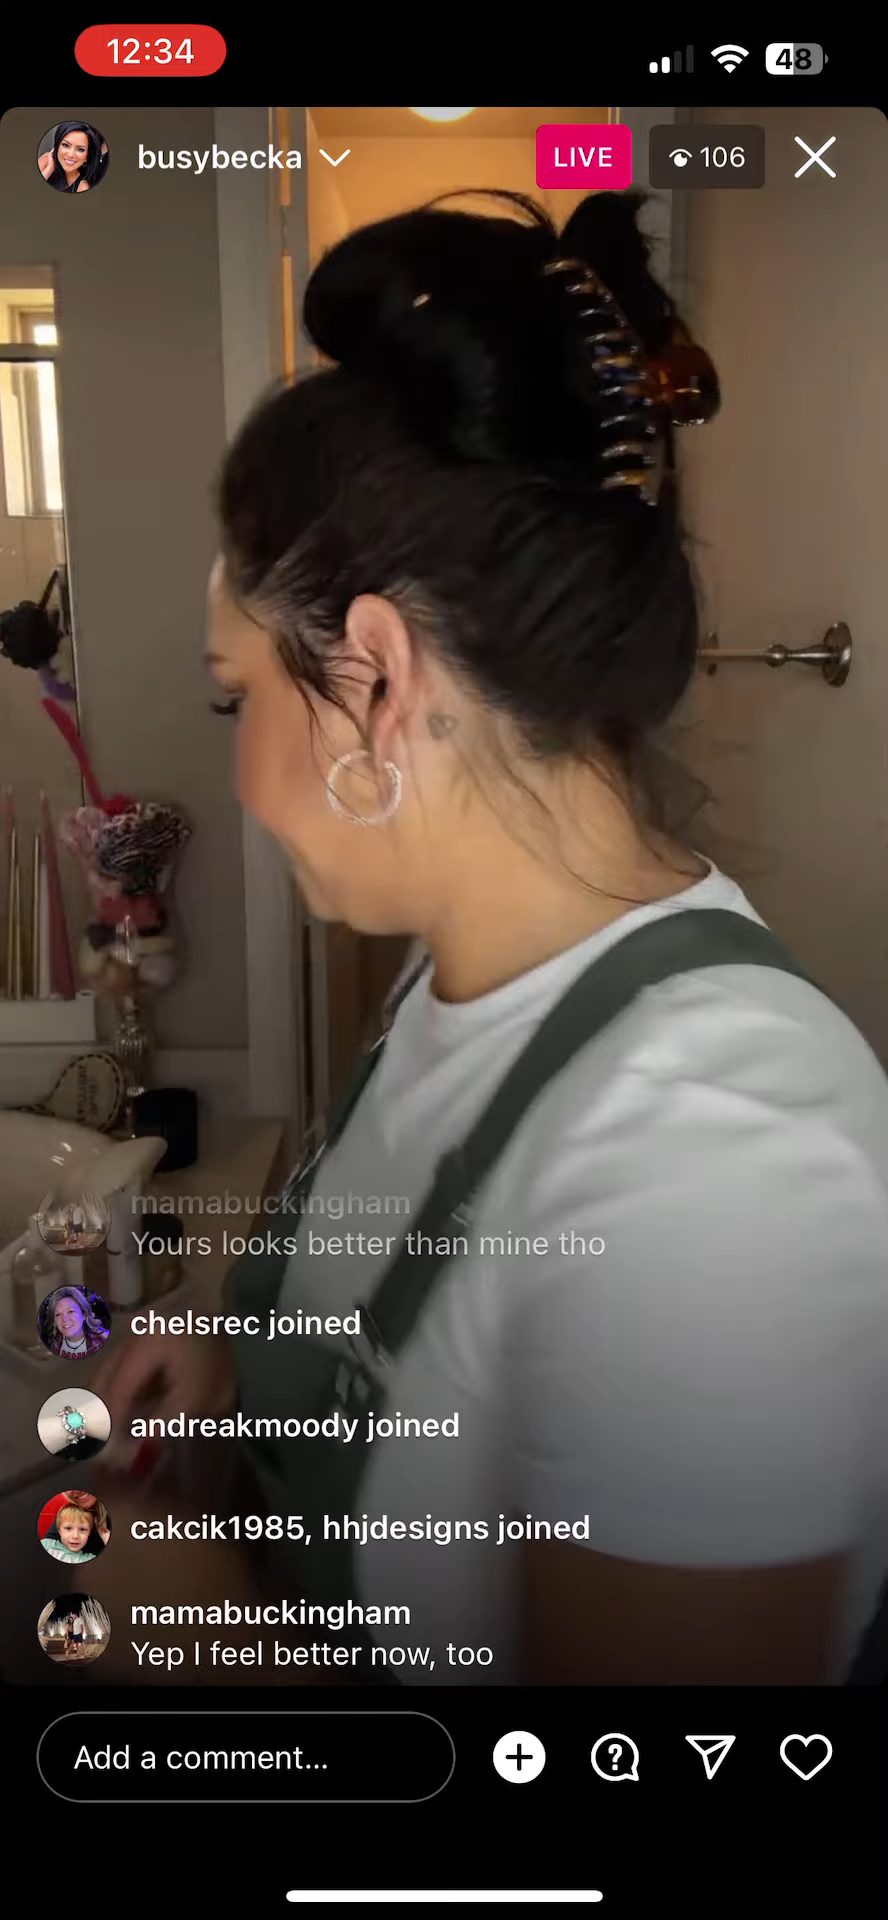 12:34
48
busybecka
LIVE
106
mamabuckingham
Yours looks better than mine tho
chelsrec joined
andreakmoody joined
cakcik1985, hhjdesigns joined
mamabuckingham
Yep I feel better now, too
Add a comment...